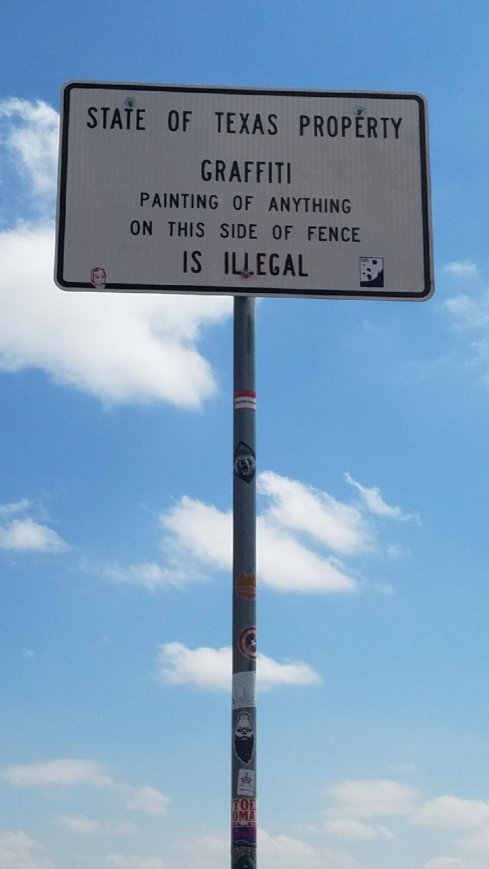 STATE OF TEXAS PROPERTY
GRAFFITI
PAINTING OF ANYTHING
ON THIS SIDE OF FENCE
IS ILLEGAL